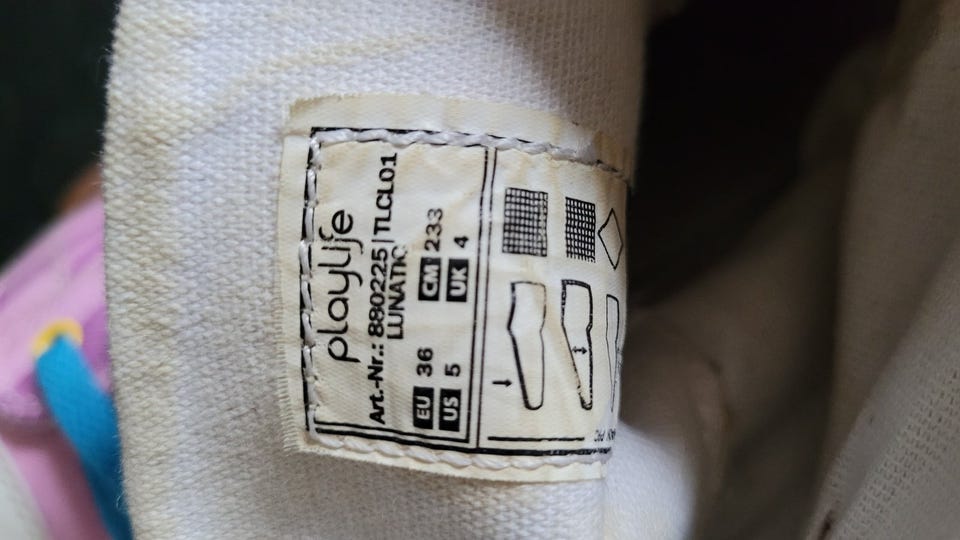 playlife
Art.-Nr.: 880225|TLCL01
LUNATIC
EU 36 CM 233
US 5 UK 4